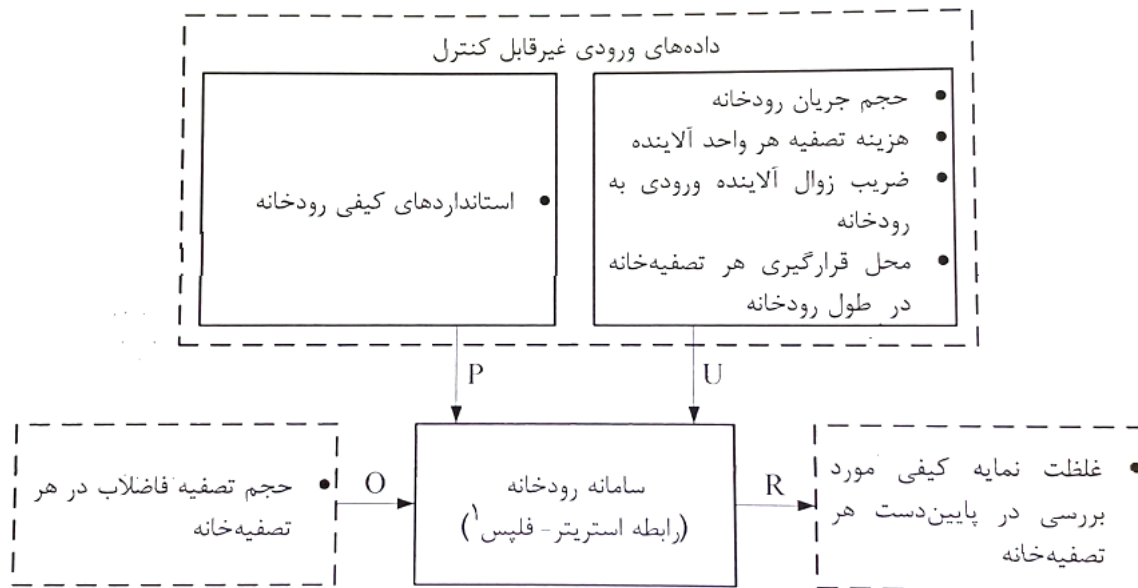 داده‌های ورودی غیرقابل کنترل
• حجم جریان رودخانه
• هزینه تصفیه هر واحد آلاینده
• ضریب زوال آلاینده ورودی به
رودخانه
• محل قرارگیری هر تصفیه‌خانه
در طول رودخانه
• استانداردهای کیفی رودخانه
U
P
• حجم تصفیه فاضلاب در هر
تصفیه‌خانه
O
سامانه رودخانه
(رابطه استریتر- فلپس۱)
R
• غلظت نمایه کیفی مورد
بررسی در پایین‌دست هر
تصفیه‌خانه